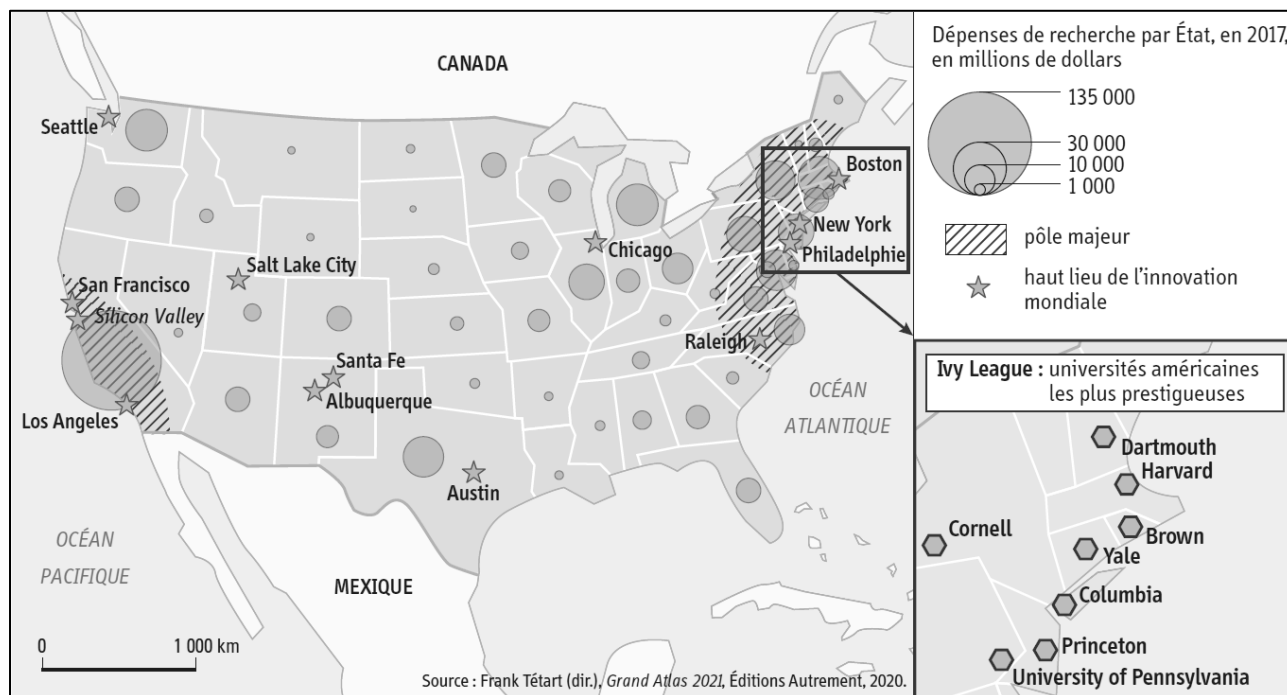 CANADA
Seattle
Boston
New York
Philadelphie
Chicago
Salt Lake City
San Francisco
Silicon Valley
Raleigh
Santa Fe
Albuquerque
Los Angeles
OCÉAN
ATLANTIQUE
Austin
OCÉAN
PACIFIQUE
MEXIQUE
0 1 000 km
Source : Frank Tétart (dir.), Grand Atlas 2021, Éditions Autrement, 2020.
Dépenses de recherche par État, en 2017,
en millions de dollars
135 000
30 000
10 000
1 000
pôle majeur
haut lieu de l'innovation
mondiale
Ivy League : universités américaines
les plus prestigueuses
Dartmouth
Harvard
Cornell
Brown
Yale
Columbia
Princeton
University of Pennsylvania